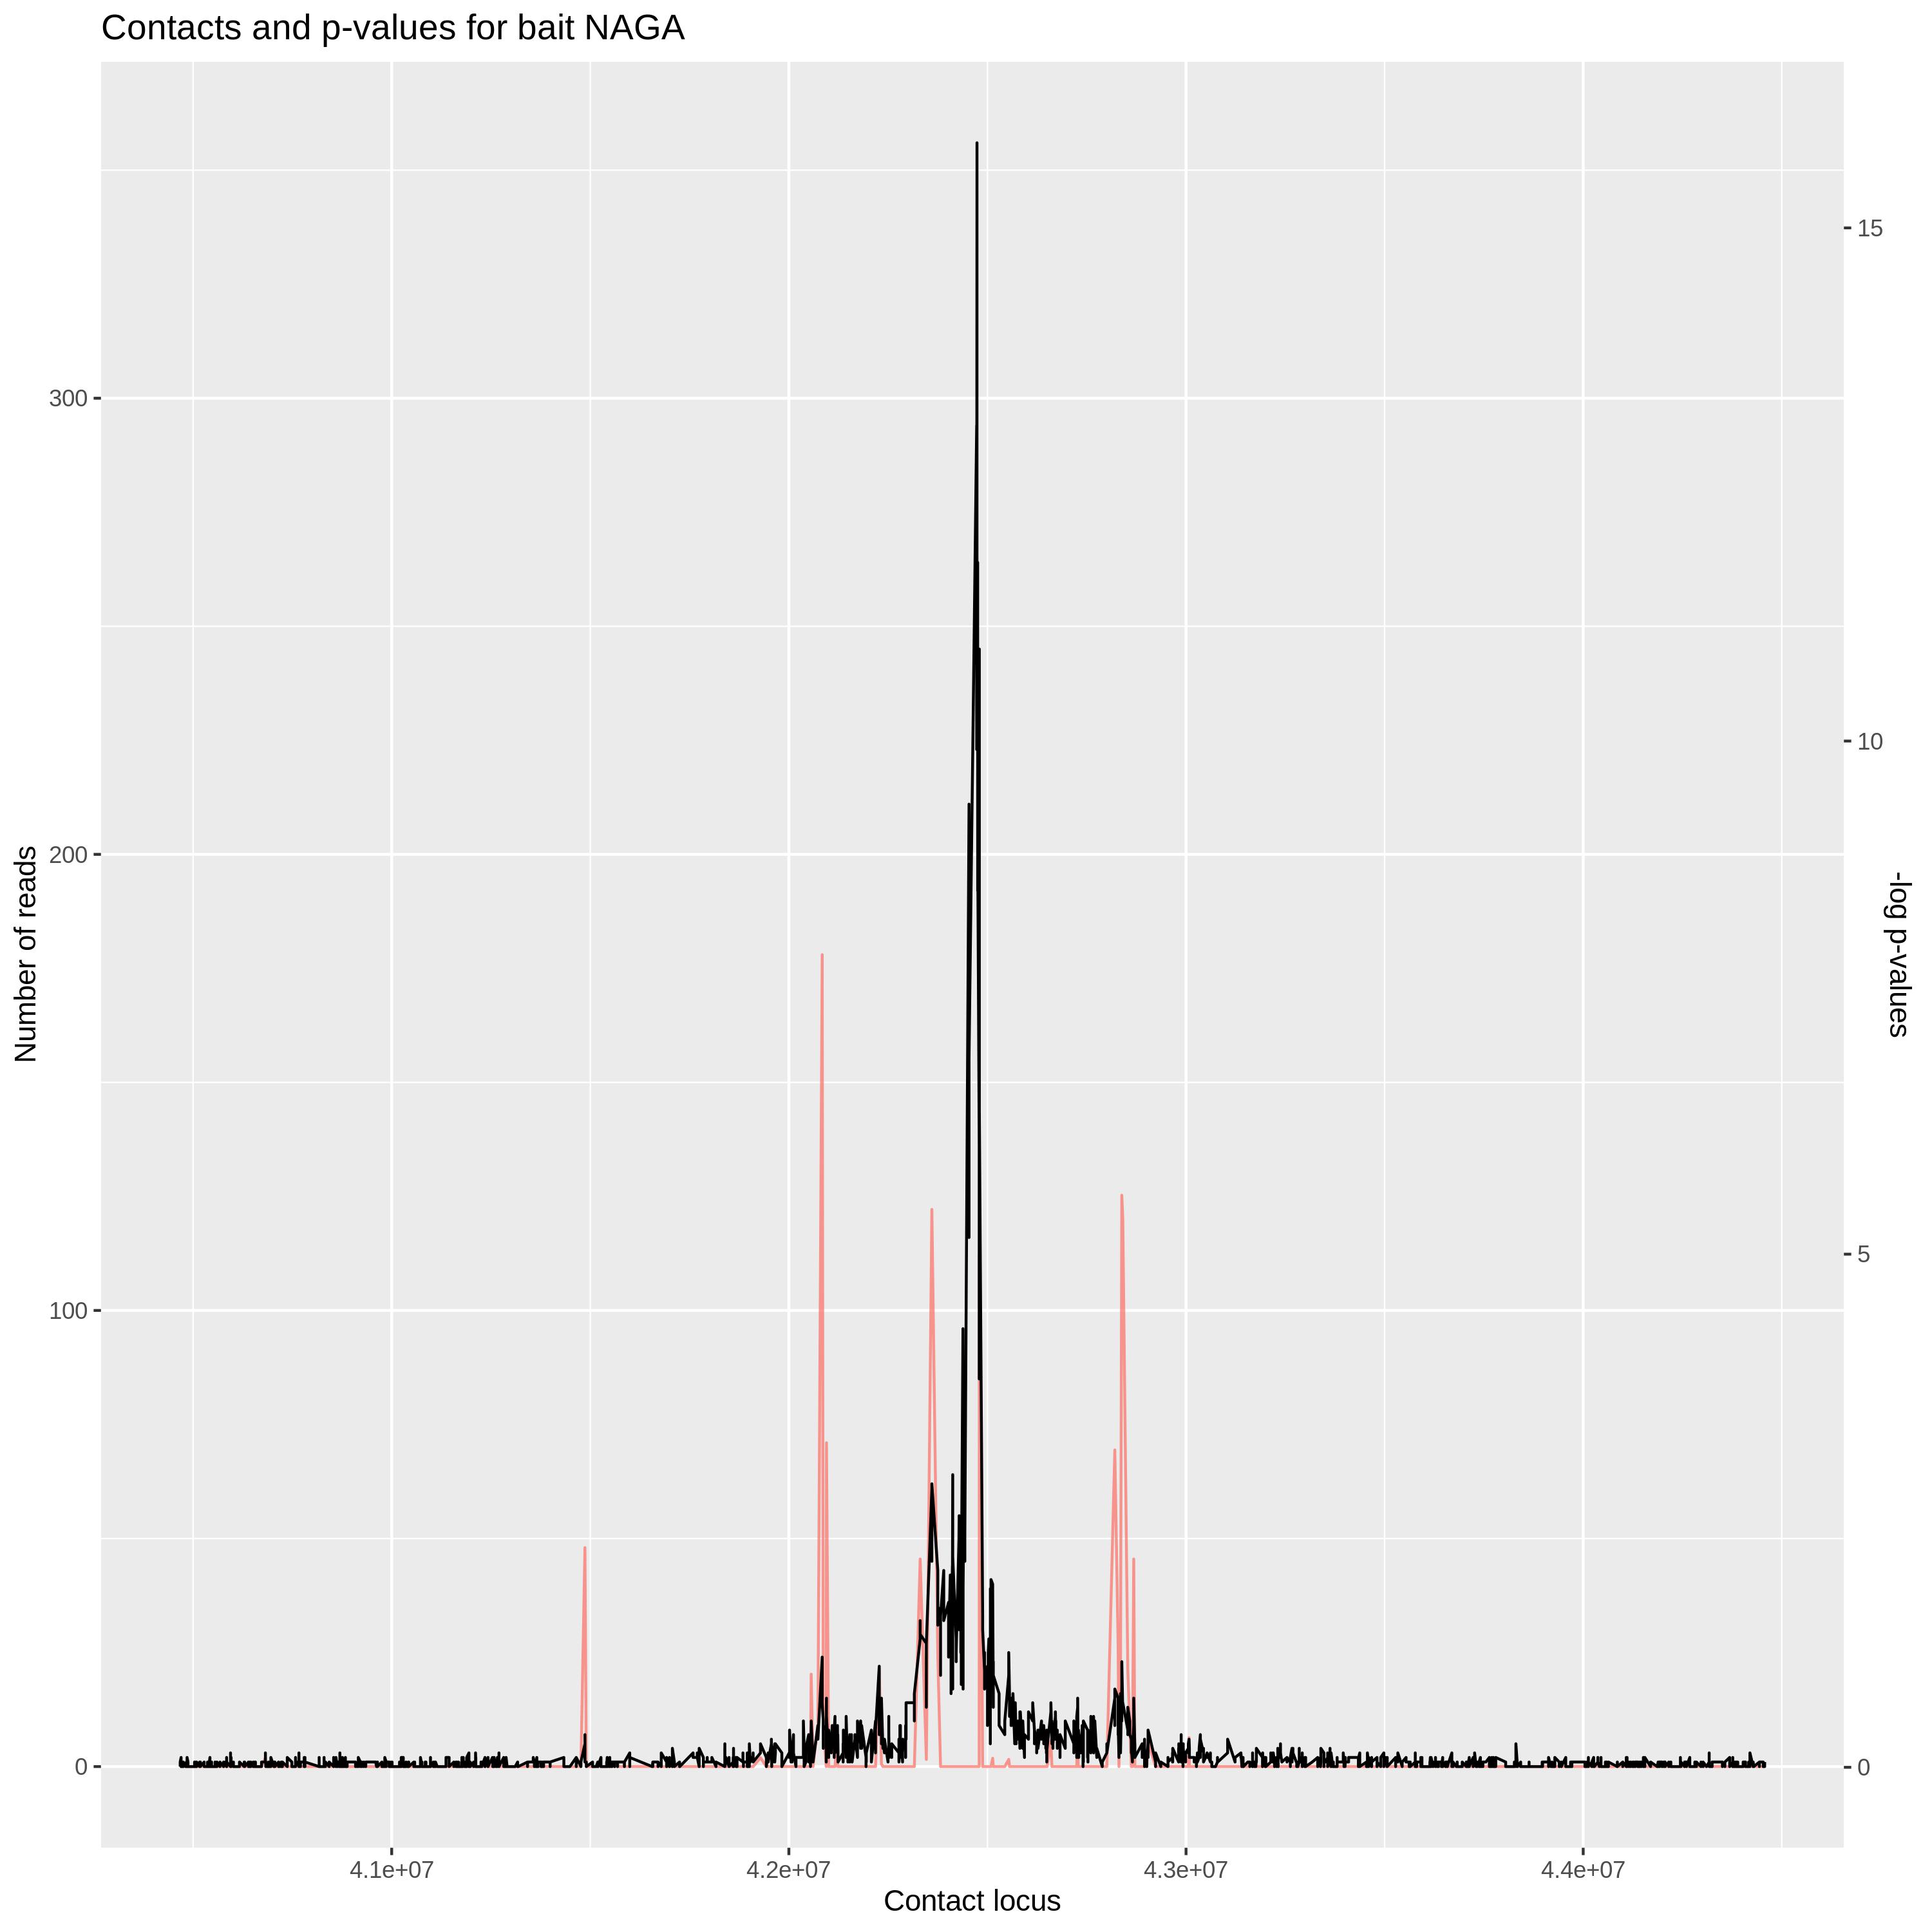 Contacts and p-values for bait NAGA
300
200
100
0
15
10
5
0
Number of reads
-log p-values
4.1e+07
4.2e+07
4.3e+07
4.4e+07
Contact locus